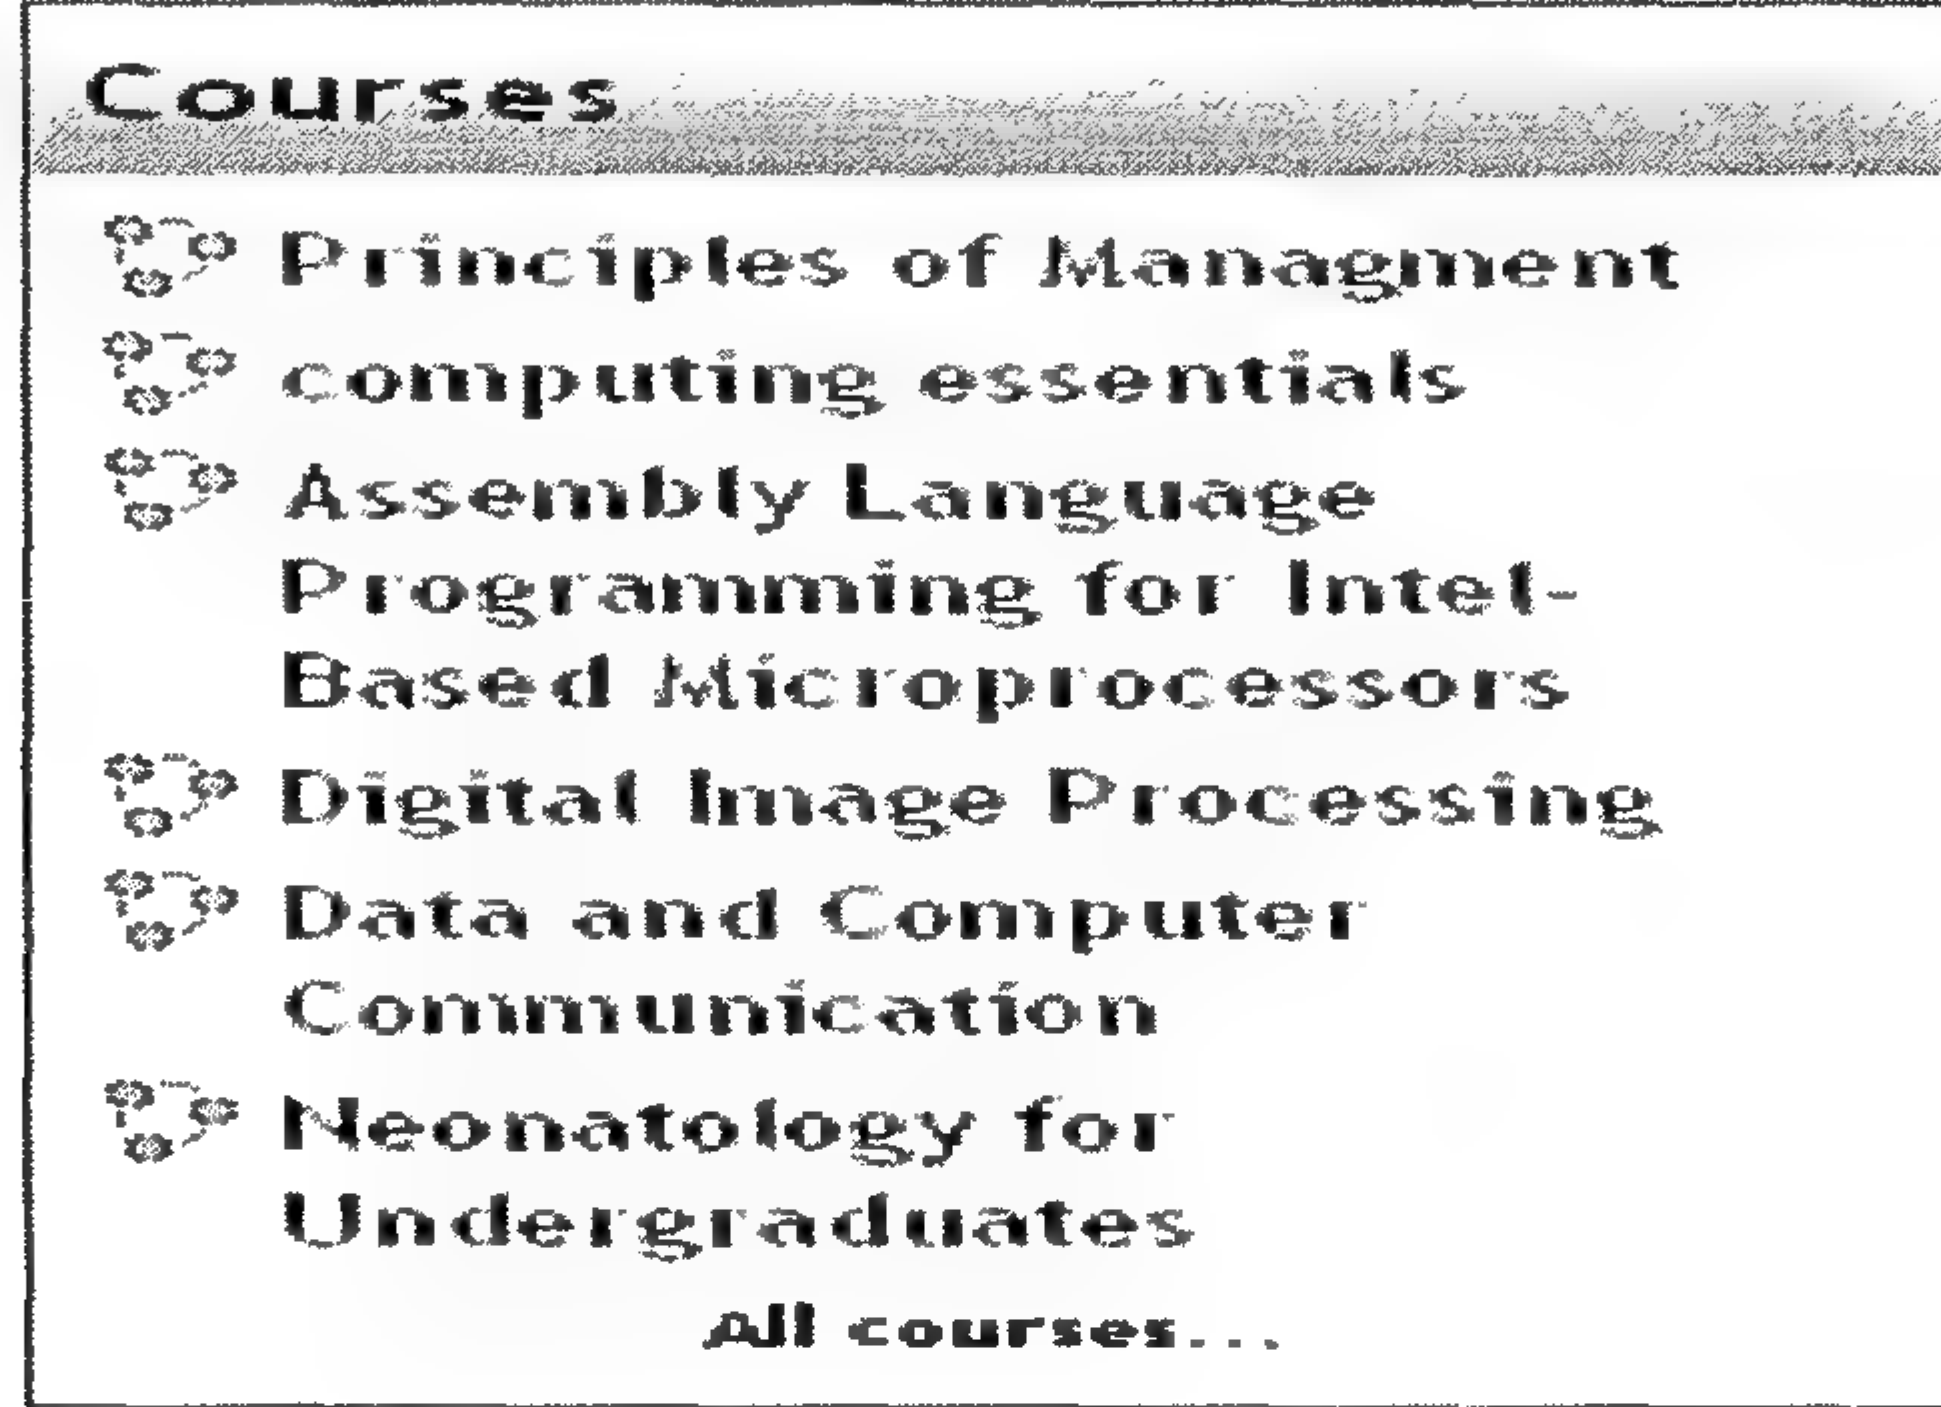 Courses
Principles of Managment
computing essentials
Assembly Language
Programming for Intel-
Based Microprocessors
Digital Image Processing
Data and Computer
Communication
Neonatology for
Undergraduates
All courses...